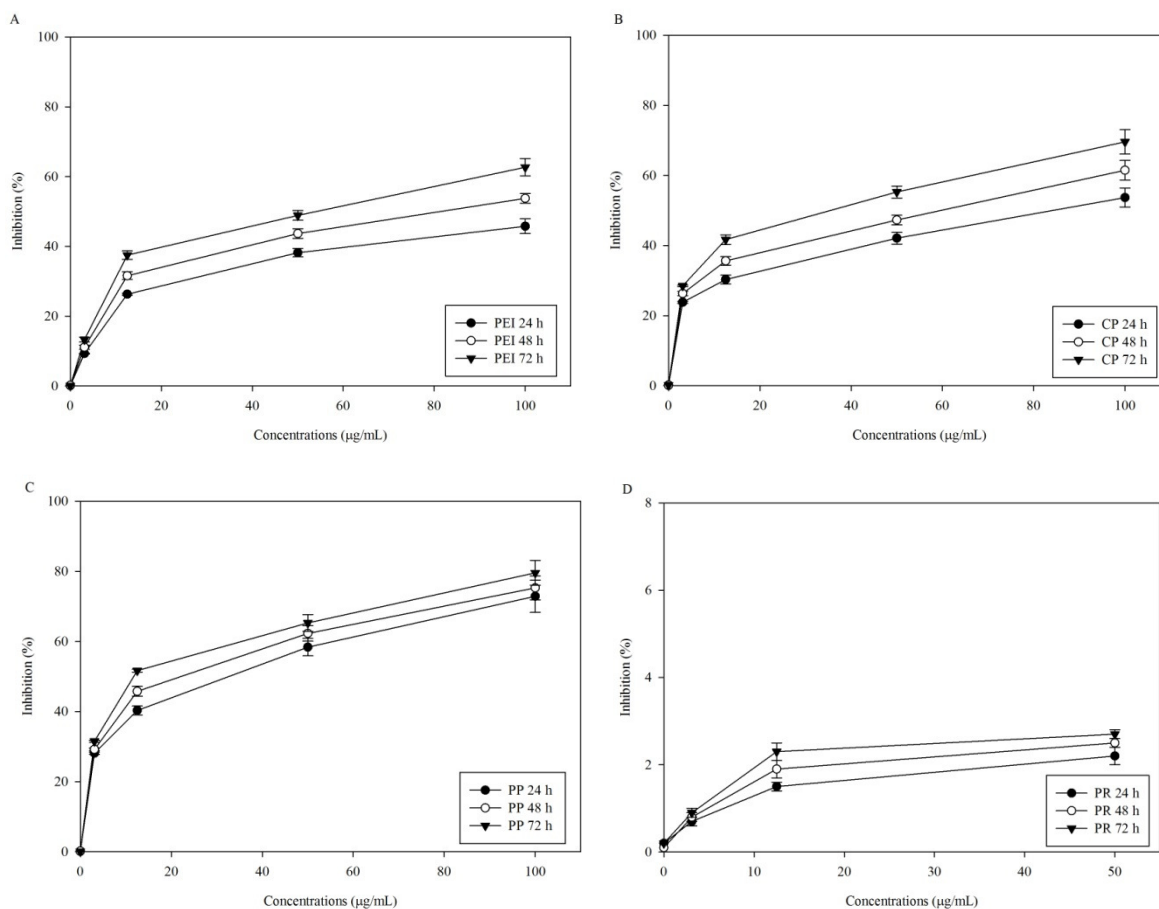 A
100
80
60
40
20
0
Inhibition (%)
PEI 24 h
PEI 48 h
PEI 72 h
0 20 40 60 80 100
Concentrations (μg/mL)
B
100
80
60
40
20
0
Inhibition (%)
CP 24 h
CP 48 h
CP 72 h
0 20 40 60 80 100
Concentrations (μg/mL)
C
100
80
60
40
20
0
Inhibition (%)
PP 24 h
PP 48 h
PP 72 h
0 20 40 60 80 100
Concentrations (μg/mL)
D
8
6
4
2
0
Inhibition (%)
PR 24 h
PR 48 h
PR 72 h
0 10 20 30 40 50
Concentrations (μg/mL)